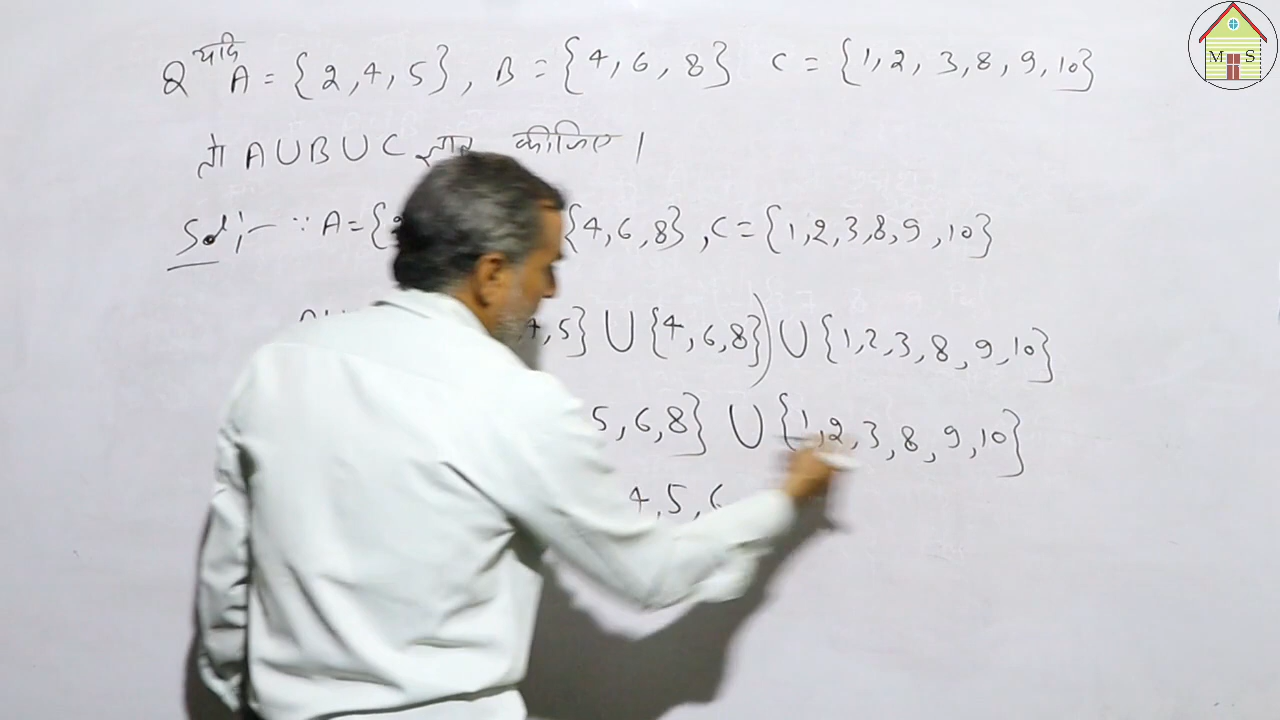 Q यदि A = {2,4,5}, B = {4,6,8} C = {1,2,3,8,9,10}
तो A∪B∪C ज्ञात कीजिए।
Sol:- ∵ A={ {4,6,8}, C={1,2,3,8,9,10}
4,5} ∪ {4,6,8}) ∪ {1,2,3,8,9,10}
5,6,8} ∪ {1,2,3,8,9,10}
4,5,6
M S